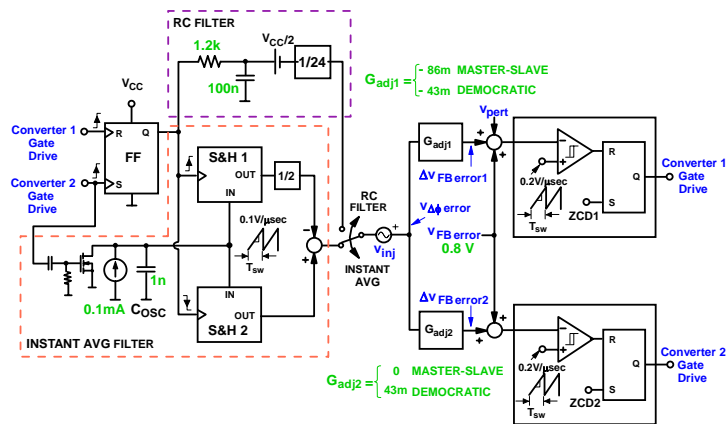 RC FILTER
1.2k
100n
VCC/2
1/24
Gadj1=
- 86m MASTER-SLAVE
- 43m DEMOCRATIC
VCC
Converter 1
Gate
Drive
Converter 2
Gate
Drive
R
Q
FF
S
S&H 1
OUT
IN
1/2
0.1V/µsec
Tsw
S&H 2
OUT
IN
0.1mA
1n
COSC
INSTANT AVG FILTER
-
+
RC
FILTER
INSTANT
AVG
vinj
+
Gadj1
vpert
+
+
+
ΔvFB error1
vΔɸ error
vFB error
0.8 V
ΔvFB error2
Gadj2
+
+
Gadj2=
0 MASTER-SLAVE
43m DEMOCRATIC
-
+
0.2V/µsec
Tsw
ZCD1
R
Q
S
Converter 1
Gate
Drive
-
+
0.2V/µsec
Tsw
ZCD2
R
Q
S
Converter 2
Gate
Drive